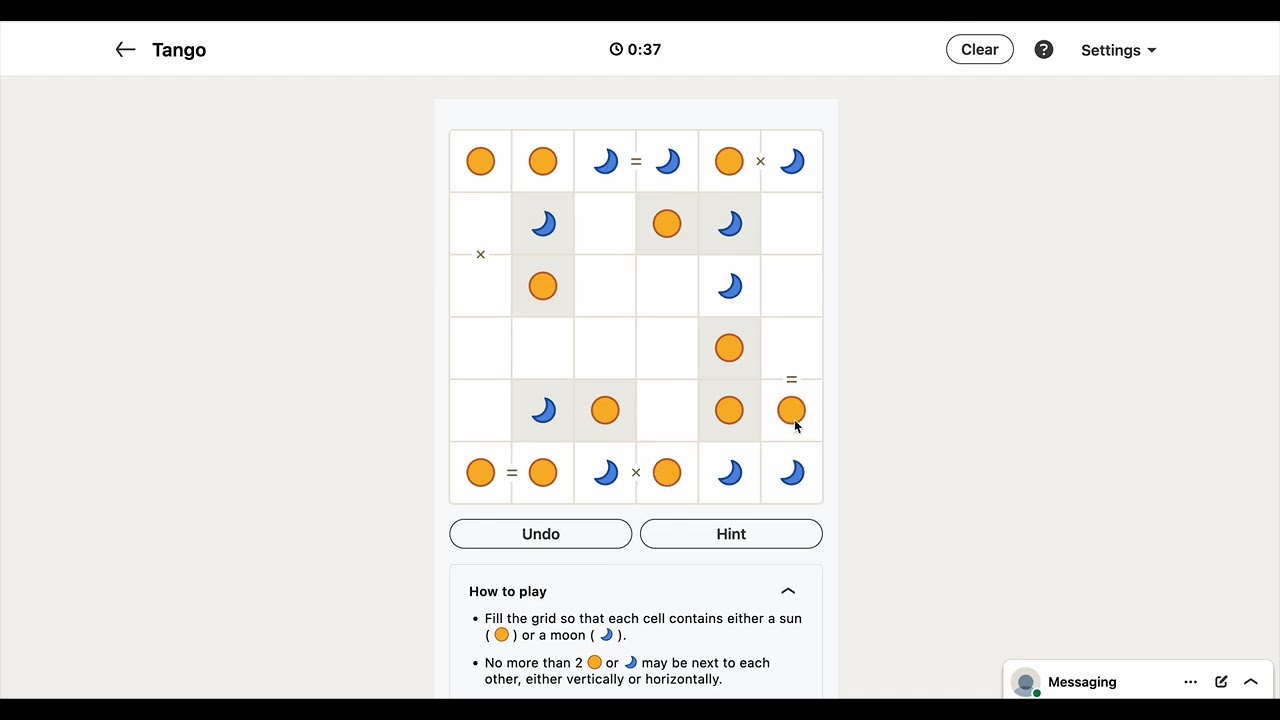 Tango
0:37
Clear
?
Settings
=
×
×
=
=
×
Undo
Hint
How to play
• Fill the grid so that each cell contains either a sun
( ) or a moon ( ).
• No more than 2 or may be next to each
other, either vertically or horizontally.
Messaging